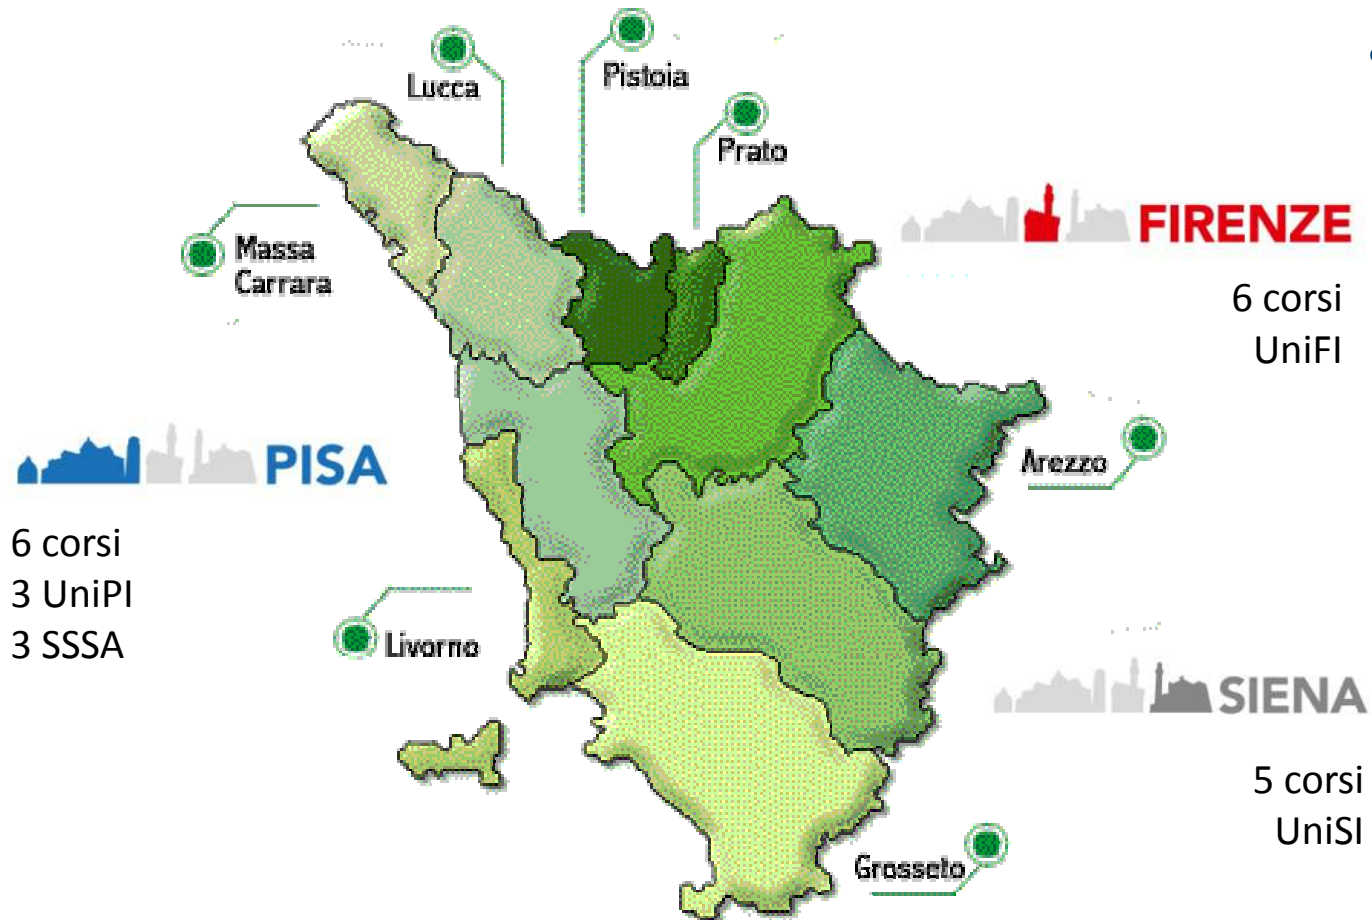 Lucca
Pistoia
Prato
Massa
Carrara
FIRENZE
6 corsi
UniFI
PISA
6 corsi
3 UniPI
3 SSSA
Arezzo
Livorno
SIENA
5 corsi
UniSI
Grosseto